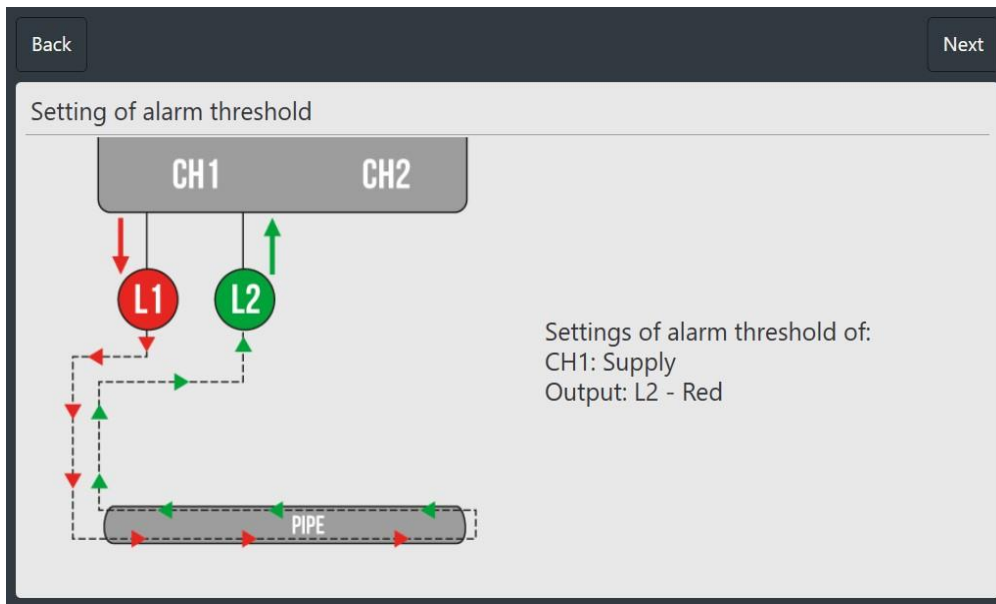 Back
Next
Setting of alarm threshold
CH1 CH2
L1 L2
Settings of alarm threshold of:
CH1: Supply
Output: L2 - Red
PIPE